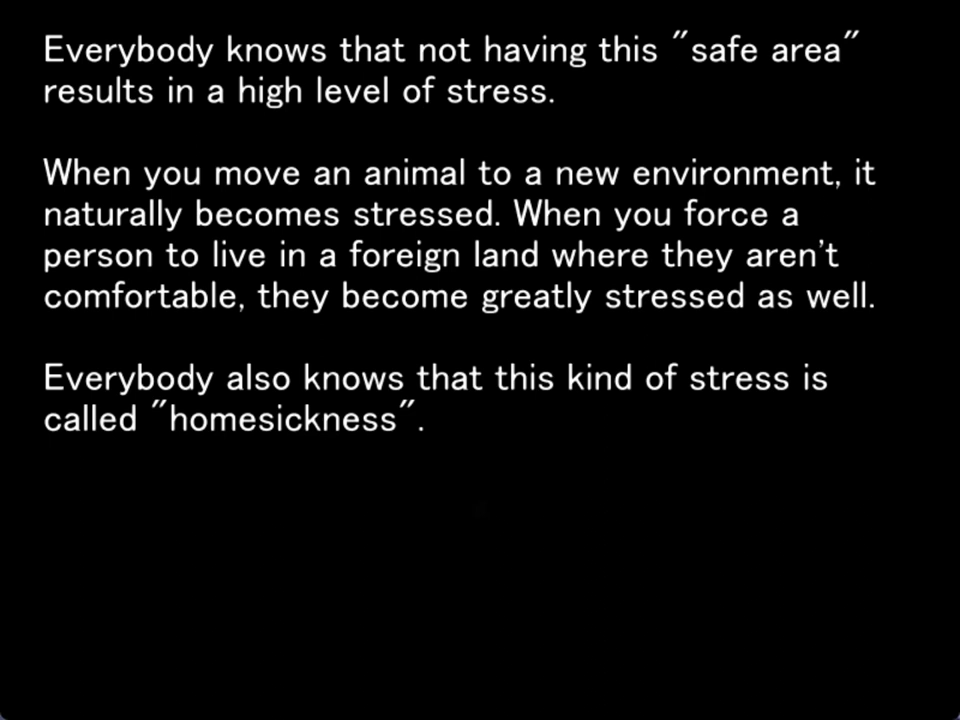 Everybody knows that not having this "safe area"
results in a high level of stress.
When you move an animal to a new environment, it
naturally becomes stressed. When you force a
person to live in a foreign land where they aren't
comfortable, they become greatly stressed as well.
Everybody also knows that this kind of stress is
called "homesickness".